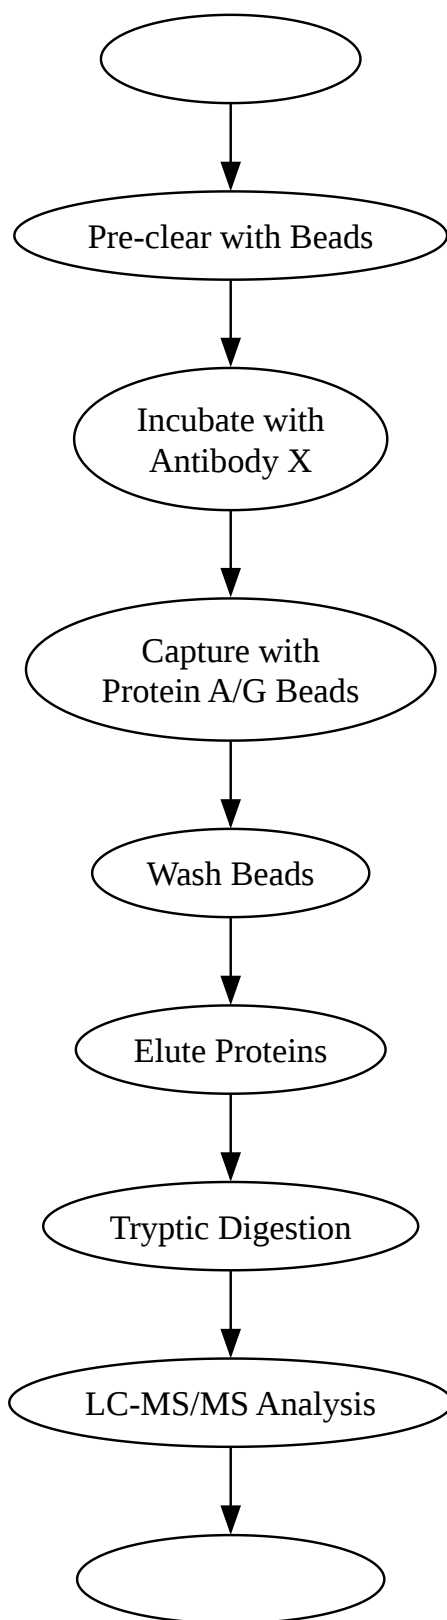 Pre-clear with Beads
Incubate with
Antibody X
Capture with
Protein A/G Beads
Wash Beads
Elute Proteins
Tryptic Digestion
LC-MS/MS Analysis